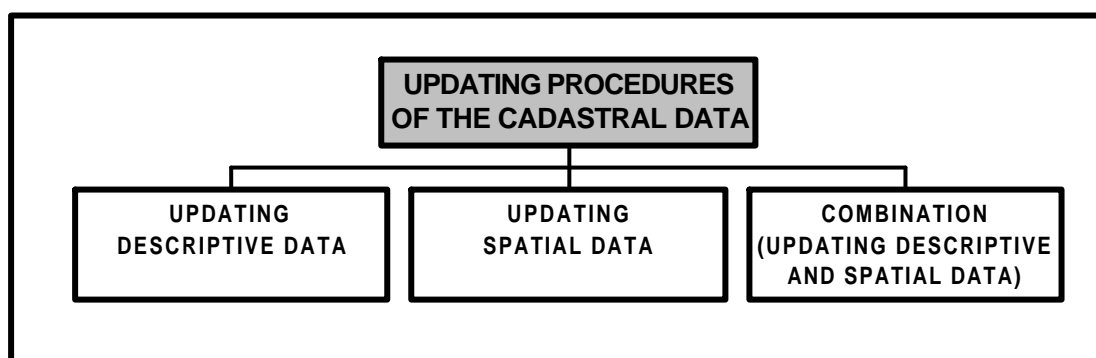 UPDATING PROCEDURES
OF THE CADASTRAL DATA
UPDATING
DESCRIPTIVE DATA
UPDATING
SPATIAL DATA
COMBINATION
(UPDATING DESCRIPTIVE
AND SPATIAL DATA)